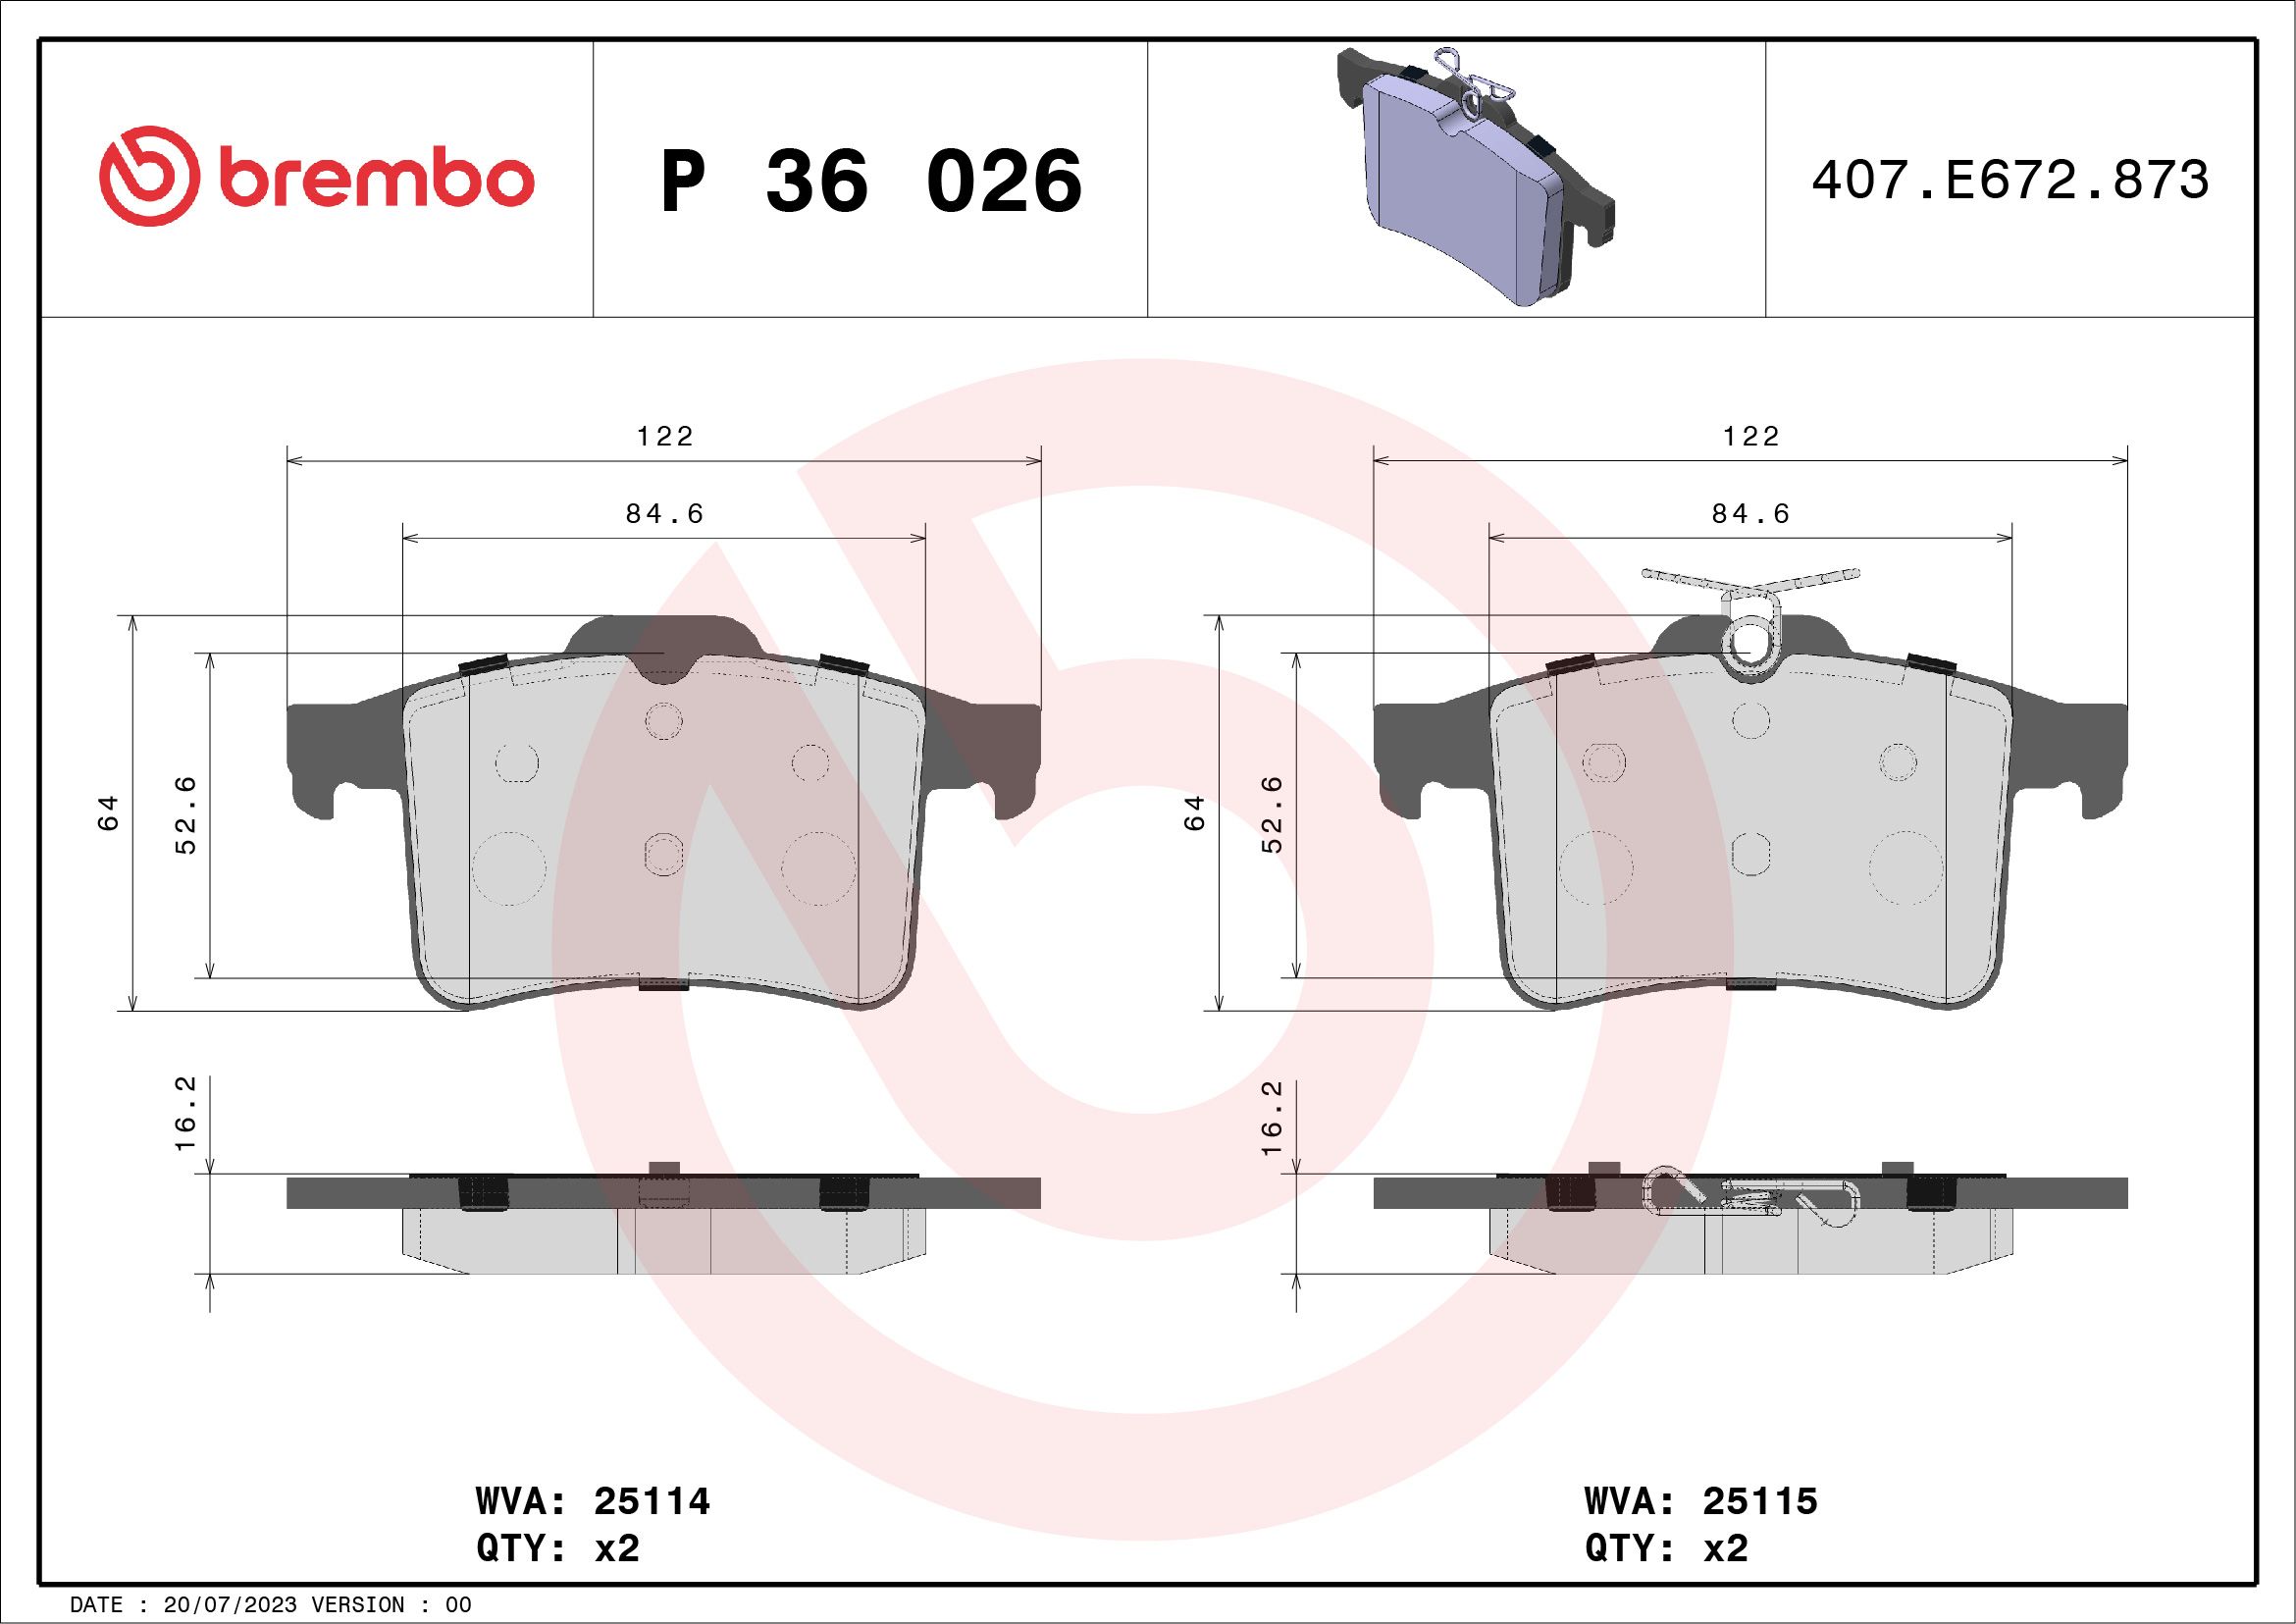 brembo
P 36 026
407.E672.873
122
122
84.6
84.6
64
52.6
64
52.6
16.2
16.2
WVA: 25114
QTY: x2
WVA: 25115
QTY: x2
DATE : 20/07/2023 VERSION : 00